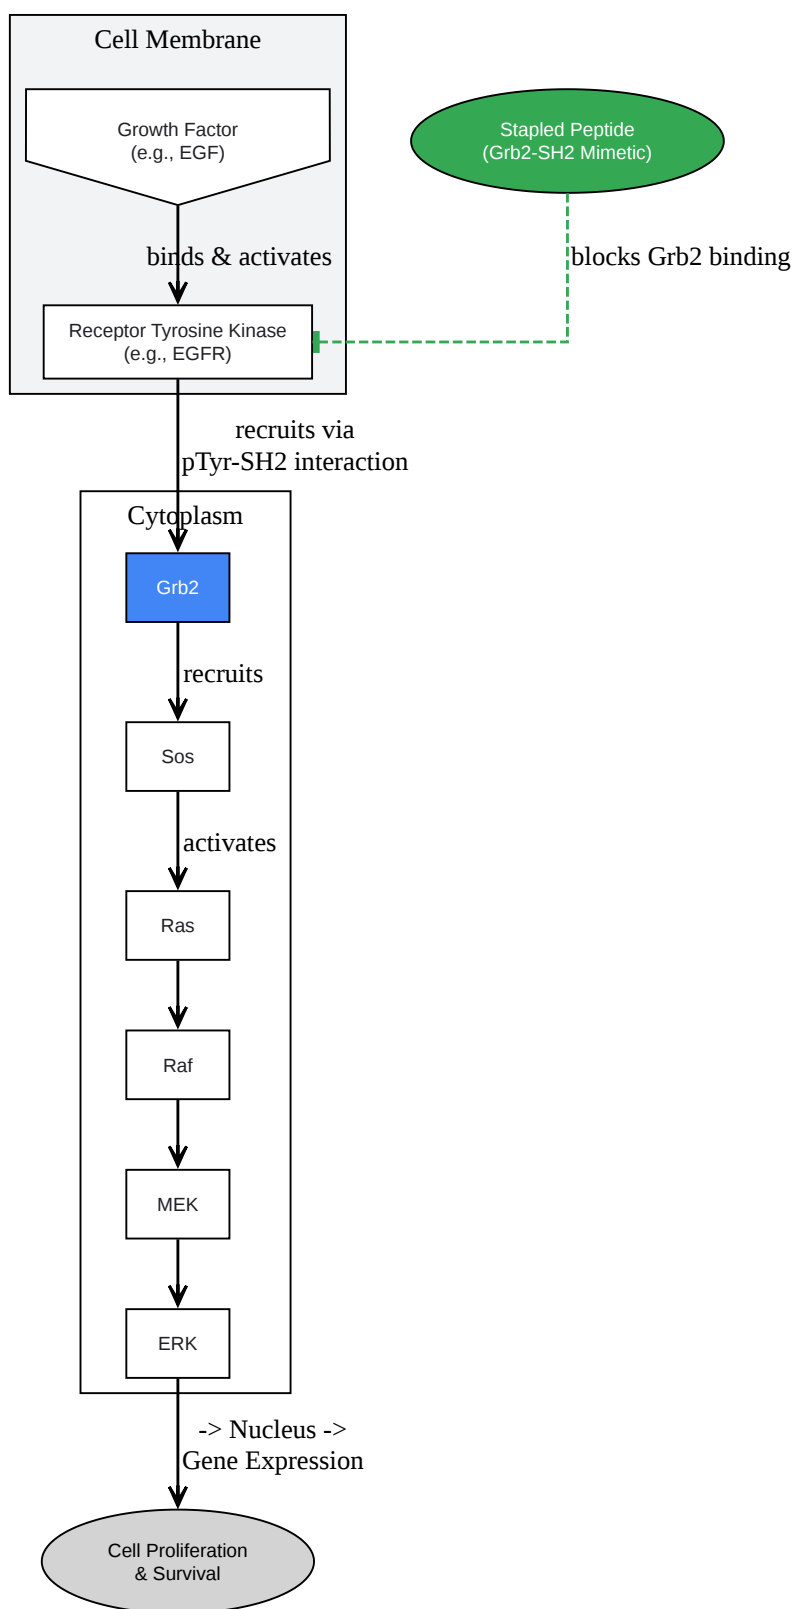 Cell Membrane
Growth Factor
(e.g., EGF)
Stapled Peptide
(Grb2-SH2 Mimetic)
binds & activates
blocks Grb2 binding
Receptor Tyrosine Kinase
(e.g., EGFR)
recruits via
pTyr-SH2 interaction
Cytoplasm
Grb2
recruits
Sos
activates
Ras
Raf
MEK
ERK
-> Nucleus ->
Gene Expression
Cell Proliferation
& Survival